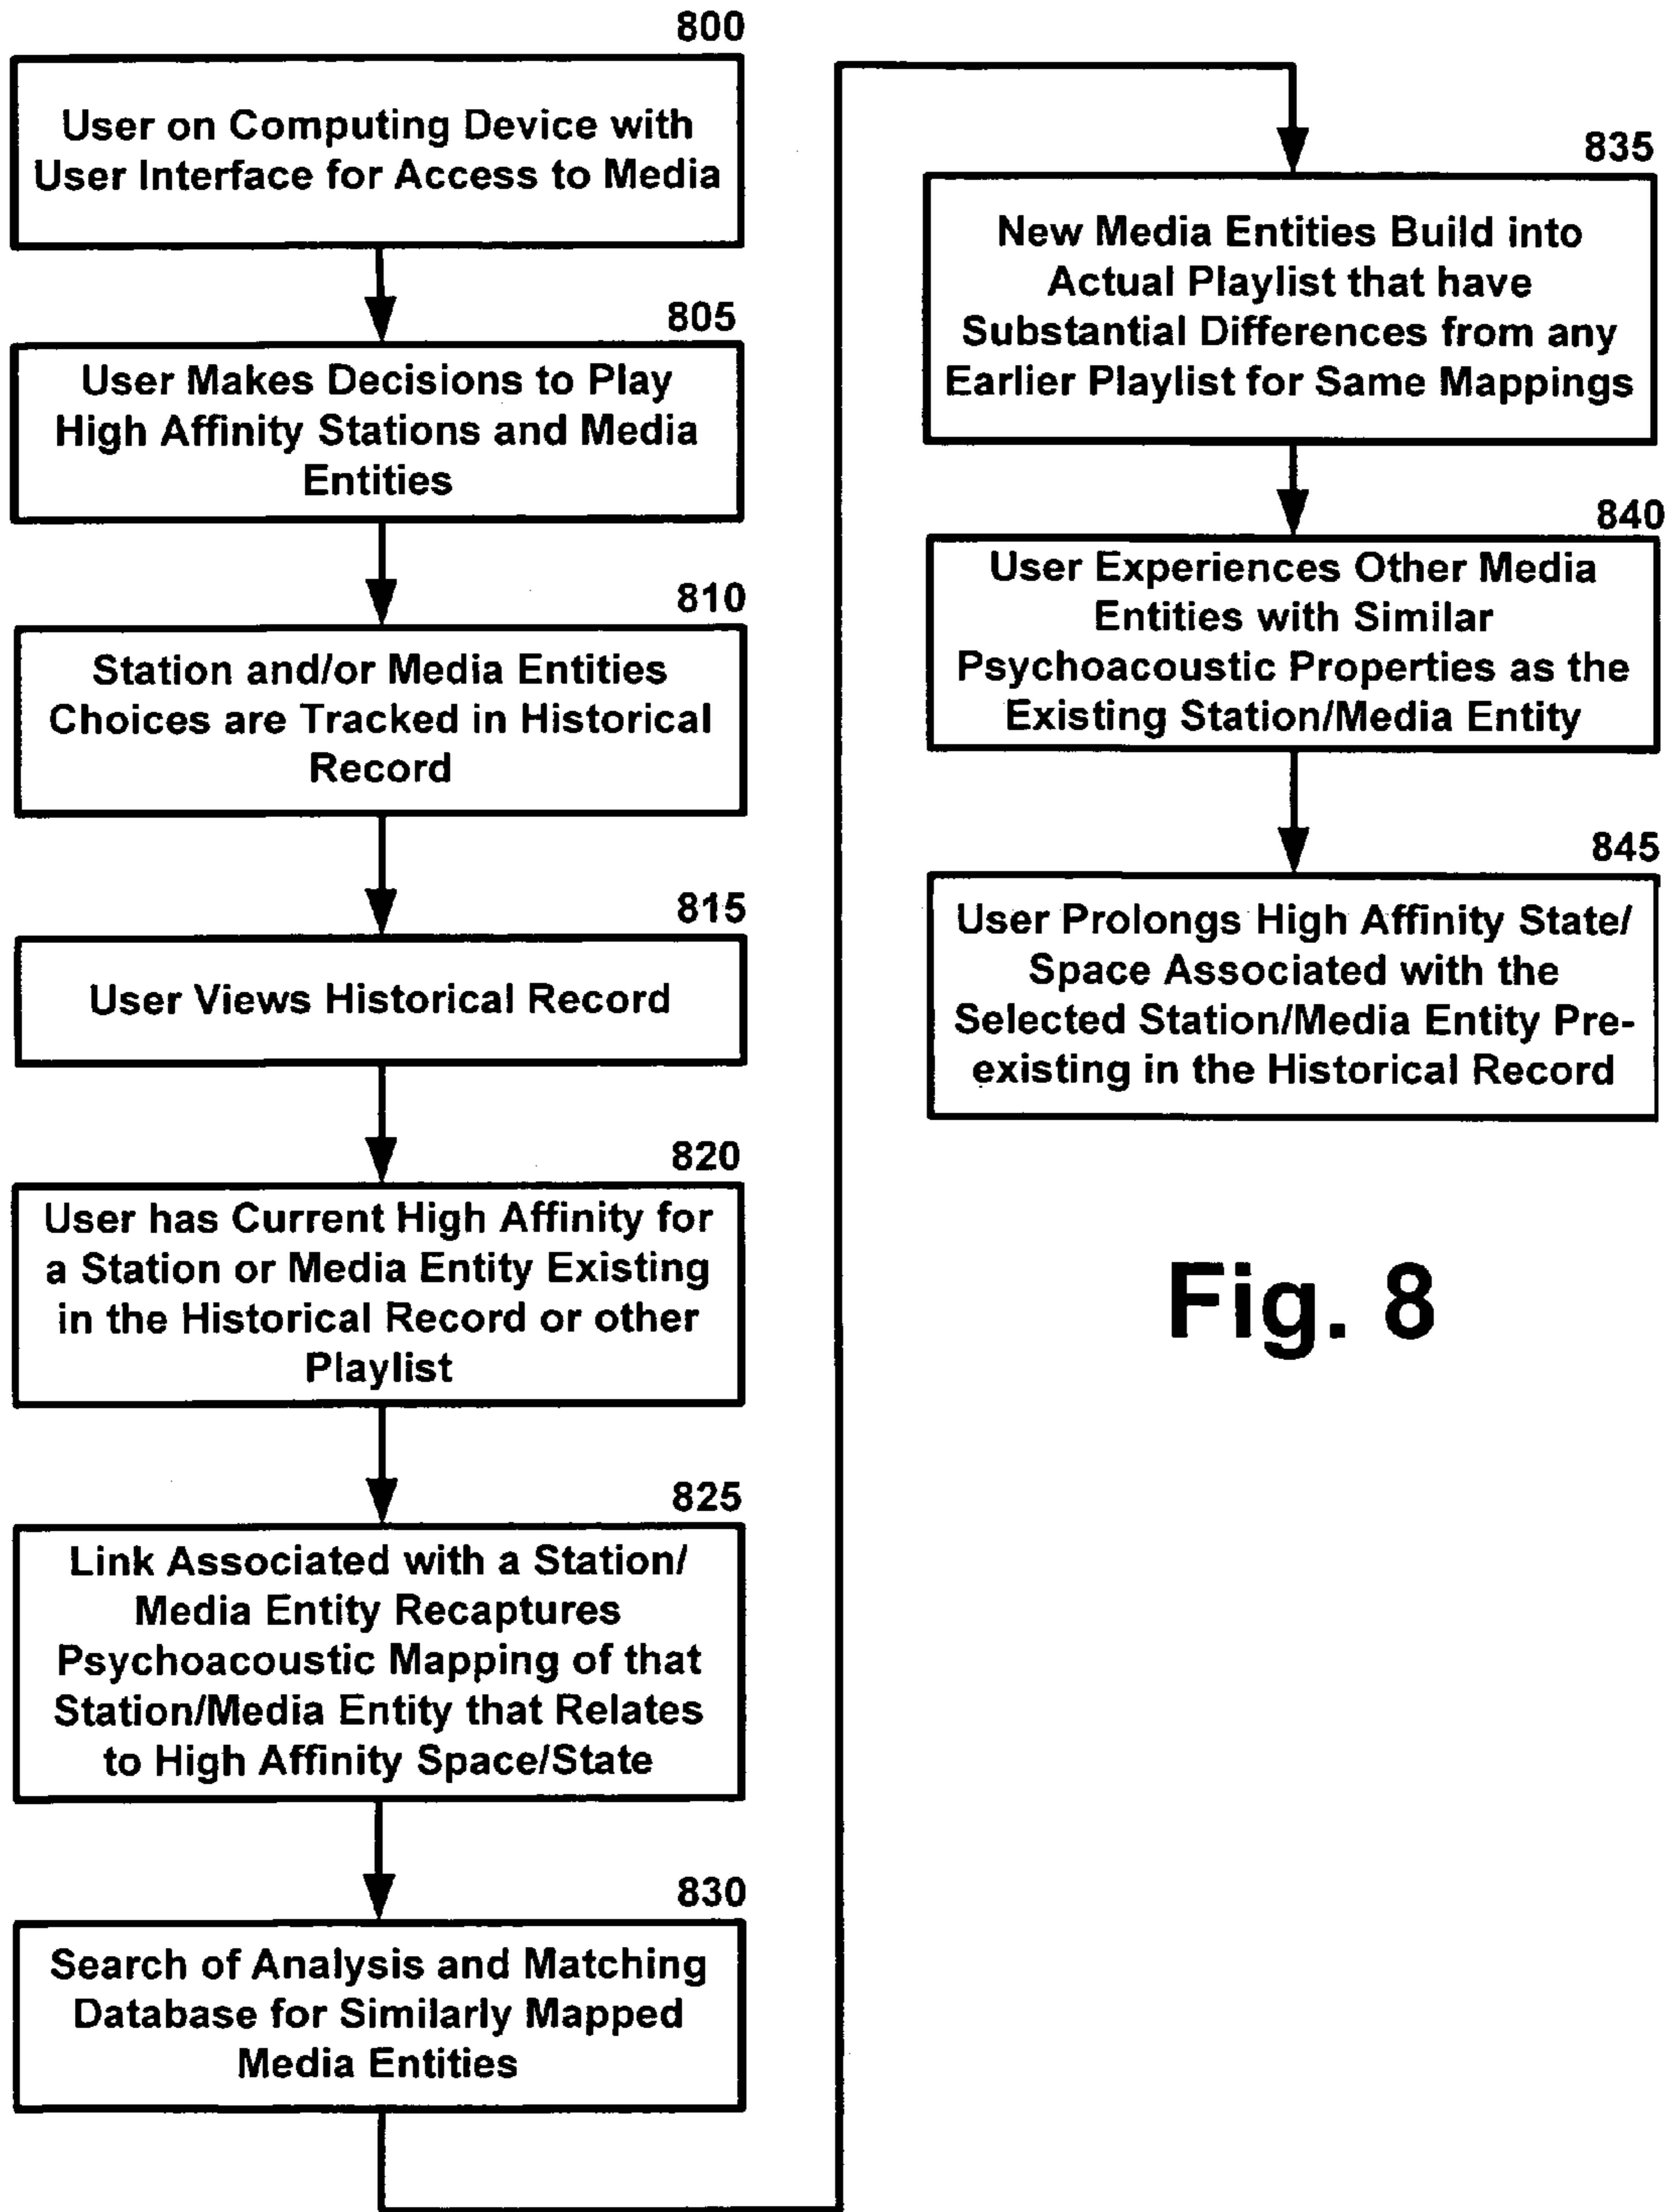 800
User on Computing Device with
User Interface for Access to Media
805
User Makes Decisions to Play
High Affinity Stations and Media
Entities
810
Station and/or Media Entities
Choices are Tracked in Historical
Record
815
User Views Historical Record
820
User has Current High Affinity for
a Station or Media Entity Existing
in the Historical Record or other
Playlist
825
Link Associated with a Station/
Media Entity Recaptures
Psychoacoustic Mapping of that
Station/Media Entity that Relates
to High Affinity Space/State
830
Search of Analysis and Matching
Database for Similarly Mapped
Media Entities
835
New Media Entities Build into
Actual Playlist that have
Substantial Differences from any
Earlier Playlist for Same Mappings
840
User Experiences Other Media
Entities with Similar
Psychoacoustic Properties as the
Existing Station/Media Entity
845
User Prolongs High Affinity State/
Space Associated with the
Selected Station/Media Entity Pre-
existing in the Historical Record
Fig. 8